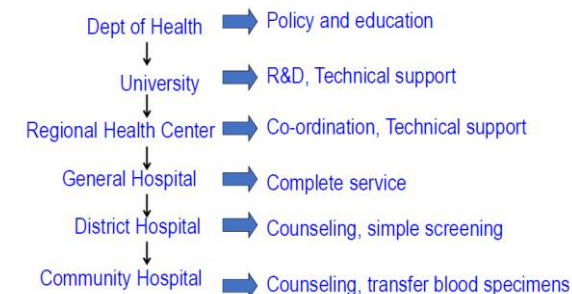 Dept of Health Policy and education
University R&D, Technical support
Regional Health Center Co-ordination, Technical support
General Hospital Complete service
District Hospital Counseling, simple screening
Community Hospital Counseling, transfer blood specimens